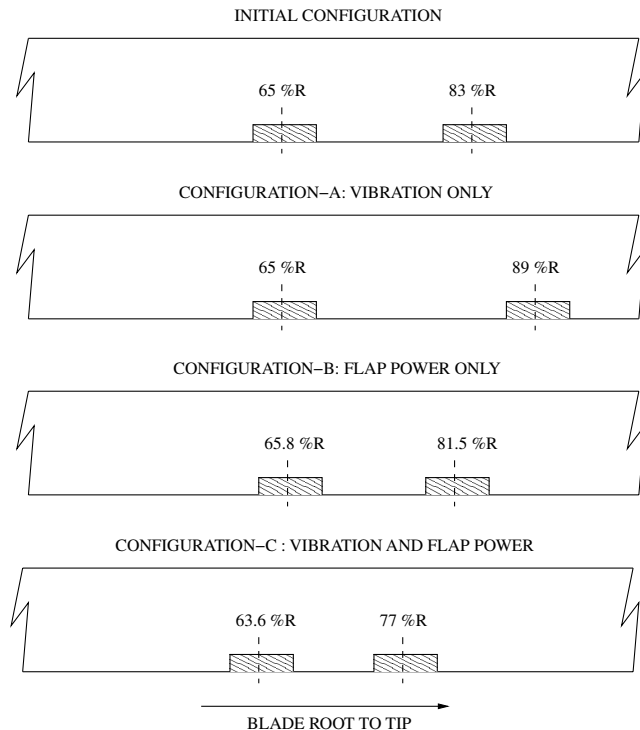 INITIAL CONFIGURATION
65 %R 83 %R
CONFIGURATION−A: VIBRATION ONLY
65 %R 89 %R
CONFIGURATION−B: FLAP POWER ONLY
65.8 %R 81.5 %R
CONFIGURATION−C : VIBRATION AND FLAP POWER
63.6 %R 77 %R
BLADE ROOT TO TIP